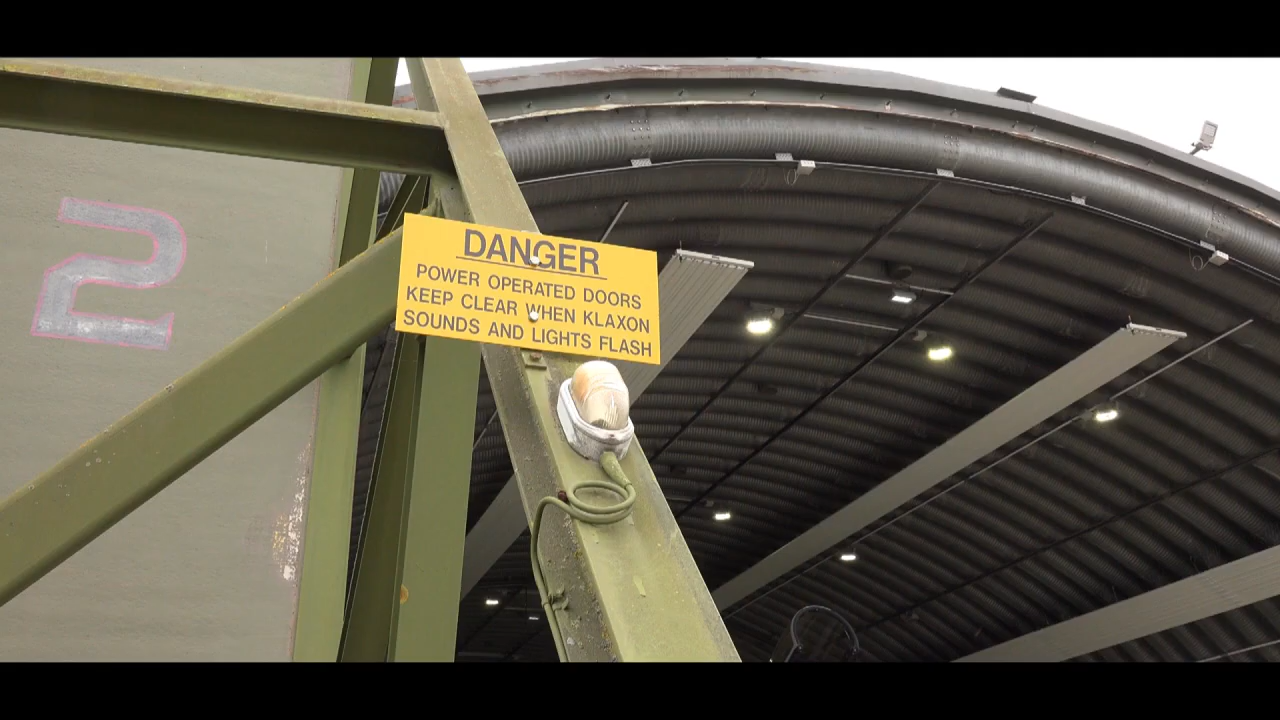 2
DANGER
POWER OPERATED DOORS
KEEP CLEAR WHEN KLAXON
SOUNDS AND LIGHTS FLASH